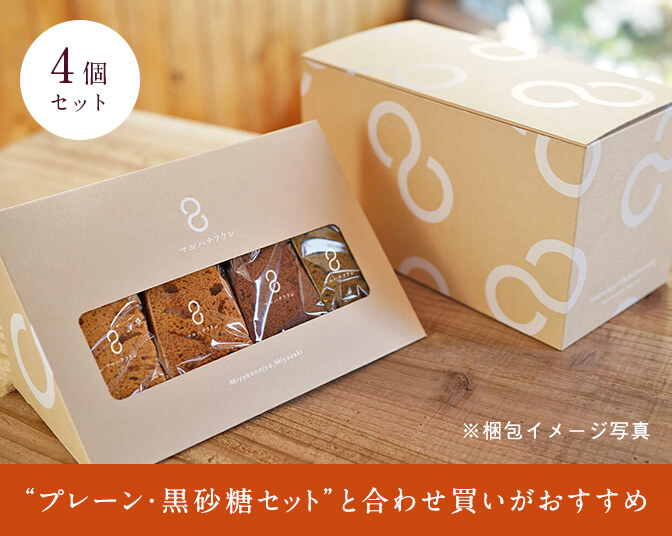 4個
セット
マルハチフクレ
Miyakonojyo, Miyazaki
※梱包イメージ写真
“プレーン・黒砂糖セット”と合わせ買いがおすすめ